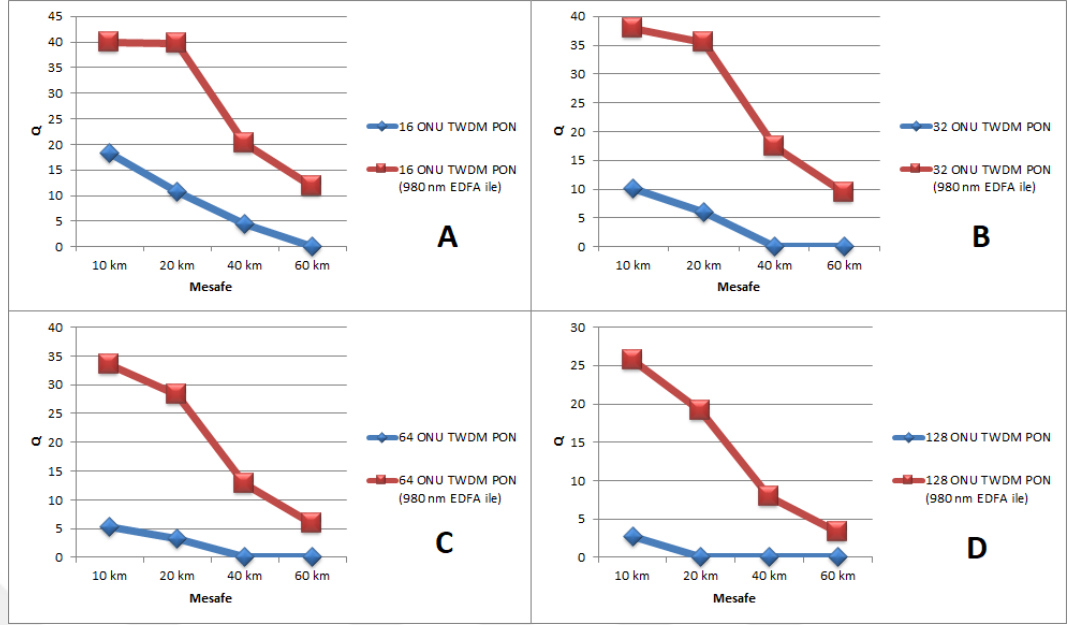 45
40
35
30
25
20
15
10
5
0
Q
10 km 20 km 40 km 60 km
Mesafe
16 ONU TWDM PON
16 ONU TWDM PON
(980 nm EDFA ile)
A
40
35
30
25
20
15
10
5
0
Q
10 km 20 km 40 km 60 km
Mesafe
32 ONU TWDM PON
32 ONU TWDM PON
(980 nm EDFA ile)
B
40
35
30
25
20
15
10
5
0
Q
10 km 20 km 40 km 60 km
Mesafe
64 ONU TWDM PON
64 ONU TWDM PON
(980 nm EDFA ile)
C
30
25
20
15
10
5
0
Q
10 km 20 km 40 km 60 km
Mesafe
128 ONU TWDM PON
128 ONU TWDM PON
(980 nm EDFA ile)
D